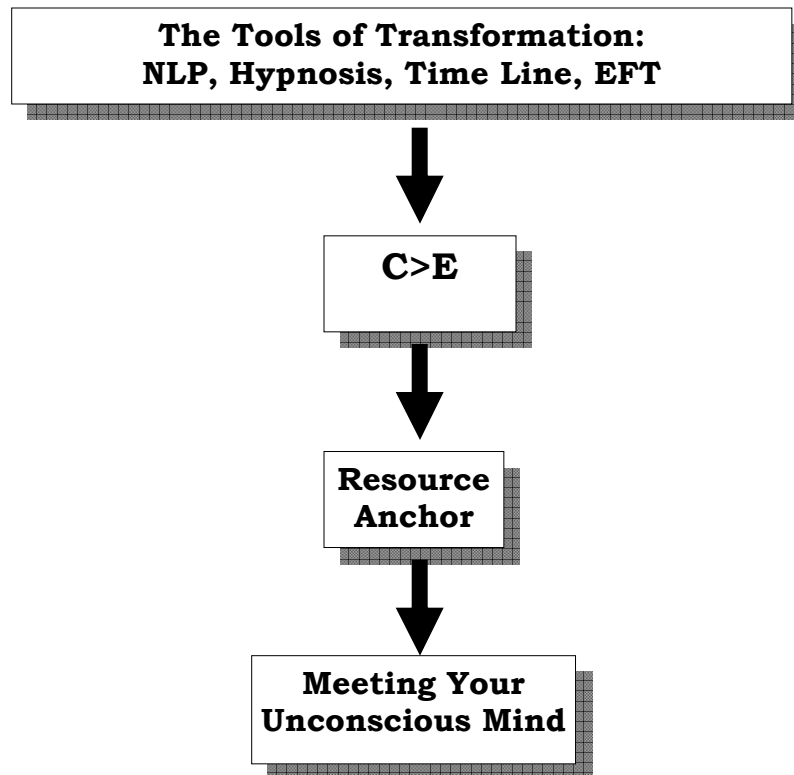 The Tools of Transformation:
NLP, Hypnosis, Time Line, EFT
C>E
Resource
Anchor
Meeting Your
Unconscious Mind